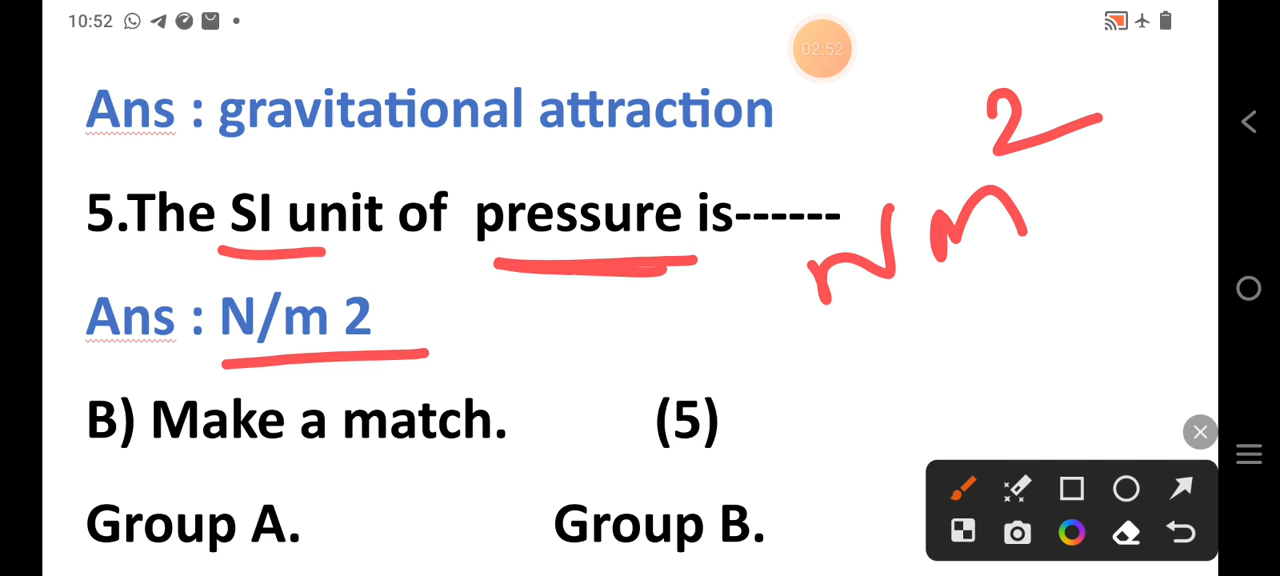 10:52
02:52
Ans : gravitational attraction
5.The SI unit of pressure is------
N m 2
Ans : N/m 2
B) Make a match. (5)
Group A. Group B.